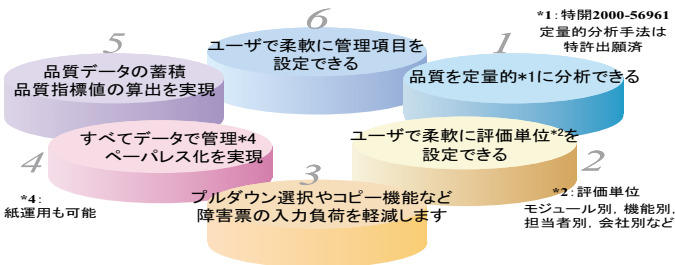 6
ユーザで柔軟に管理項目を
設定できる
*1：特開2000-56961
定量的分析手法は
特許出願済
1
品質を定量的*1に分析できる
5
品質データの蓄積
品質指標値の算出を実現
ユーザで柔軟に評価単位*2を
設定できる
2
*2：評価単位
モジュール別，機能別，
担当者別，会社別など
すべてデータで管理*4
ペーパレス化を実現
4
*4：
紙運用も可能
3
プルダウン選択やコピー機能など
障害票の入力負荷を軽減します